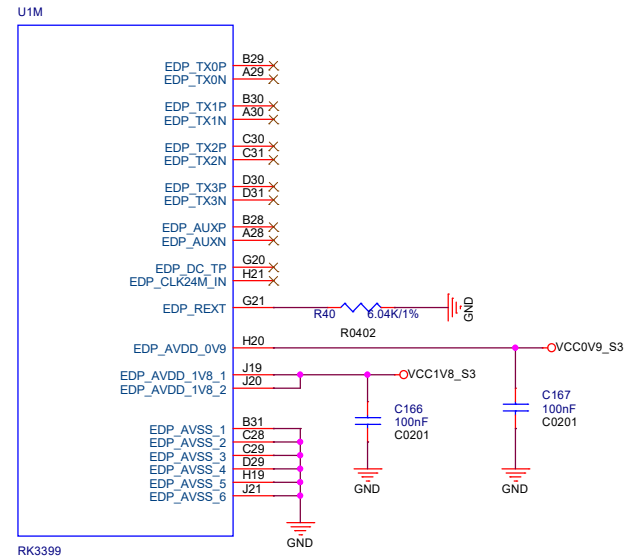 U1M
EDP_TX0P B29
EDP_TX0N A29
EDP_TX1P B30
EDP_TX1N A30
EDP_TX2P C30
EDP_TX2N C31
EDP_TX3P D30
EDP_TX3N D31
EDP_AUXP B28
EDP_AUXN A28
EDP_DC_TP G20
EDP_CLK24M_IN H21
EDP_REXT G21
R40 6.04K/1%
R0402
GND
EDP_AVDD_0V9 H20
VCC0V9_S3
EDP_AVDD_1V8_1 J19
EDP_AVDD_1V8_2 J20
VCC1V8_S3
C166
100nF
C0201
GND
C167
100nF
C0201
GND
EDP_AVSS_1 B31
EDP_AVSS_2 C28
EDP_AVSS_3 C29
EDP_AVSS_4 D29
EDP_AVSS_5 H19
EDP_AVSS_6 J21
GND
RK3399